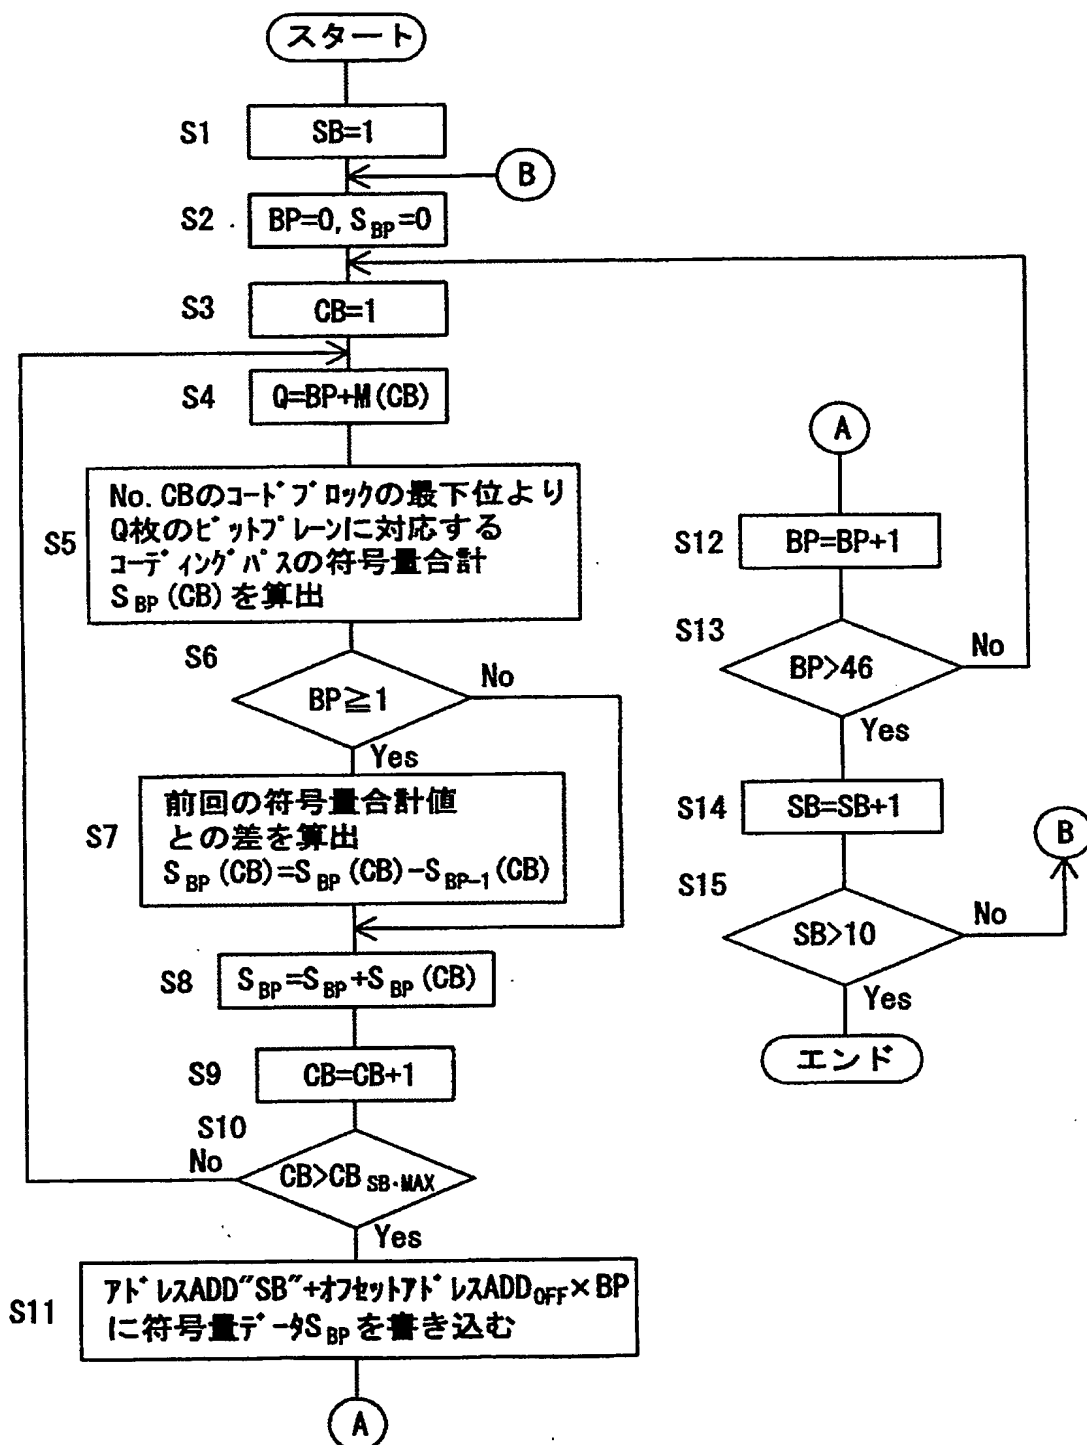 スタート
S1
SB=1
B
S2
BP=0, S_BP=0
S3
CB=1
S4
Q=BP+M(CB)
S5
No. CBのコードブロックの最下位より
Q枚のビットプレーンに対応する
コーディングパスの符号量合計
S_BP(CB)を算出
S6
BP≧1
No
Yes
S7
前回の符号量合計値
との差を算出
S_BP(CB)=S_BP(CB)-S_BP-1(CB)
S8
S_BP=S_BP+S_BP(CB)
S9
CB=CB+1
S10
No
CB>CB_SB・MAX
Yes
S11
アドレスADD"SB"+オフセットアドレスADD_OFF×BP
に符号量データS_BPを書き込む
A
A
S12
BP=BP+1
S13
BP>46
No
Yes
S14
SB=SB+1
B
S15
SB>10
No
Yes
エンド